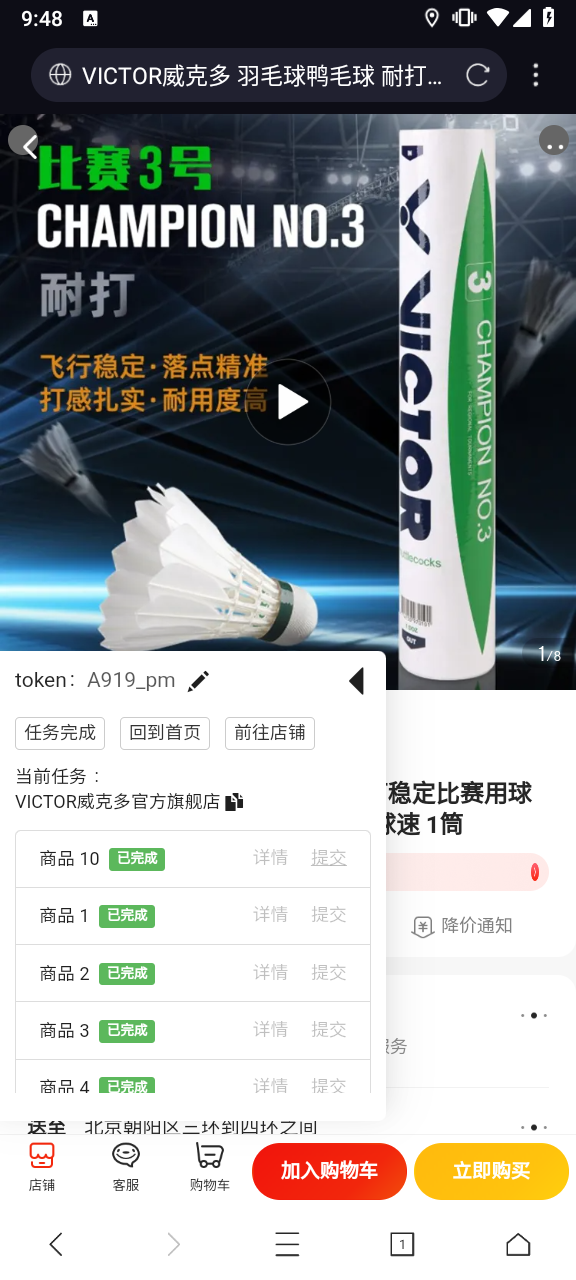 9:48
A
VICTOR威克多 羽毛球鸭毛球 耐打...
比赛3号
CHAMPION NO.3
耐打
飞行稳定·落点精准
打感扎实·耐用度高
VICTOR
3
CHAMPION NO.3
1/8
token: A919_pm
任务完成 回到首页 前往店铺
当前任务：
VICTOR威克多官方旗舰店
稳定比赛用球
球速 1筒
商品 10 已完成 详情 提交
降价通知
商品 1 已完成 详情 提交
商品 2 已完成 详情 提交
商品 3 已完成 详情 提交
服务
商品 4 已完成 详情 提交
送至 北京朝阳区三环到四环之间
店铺 客服 购物车 加入购物车 立即购买
1